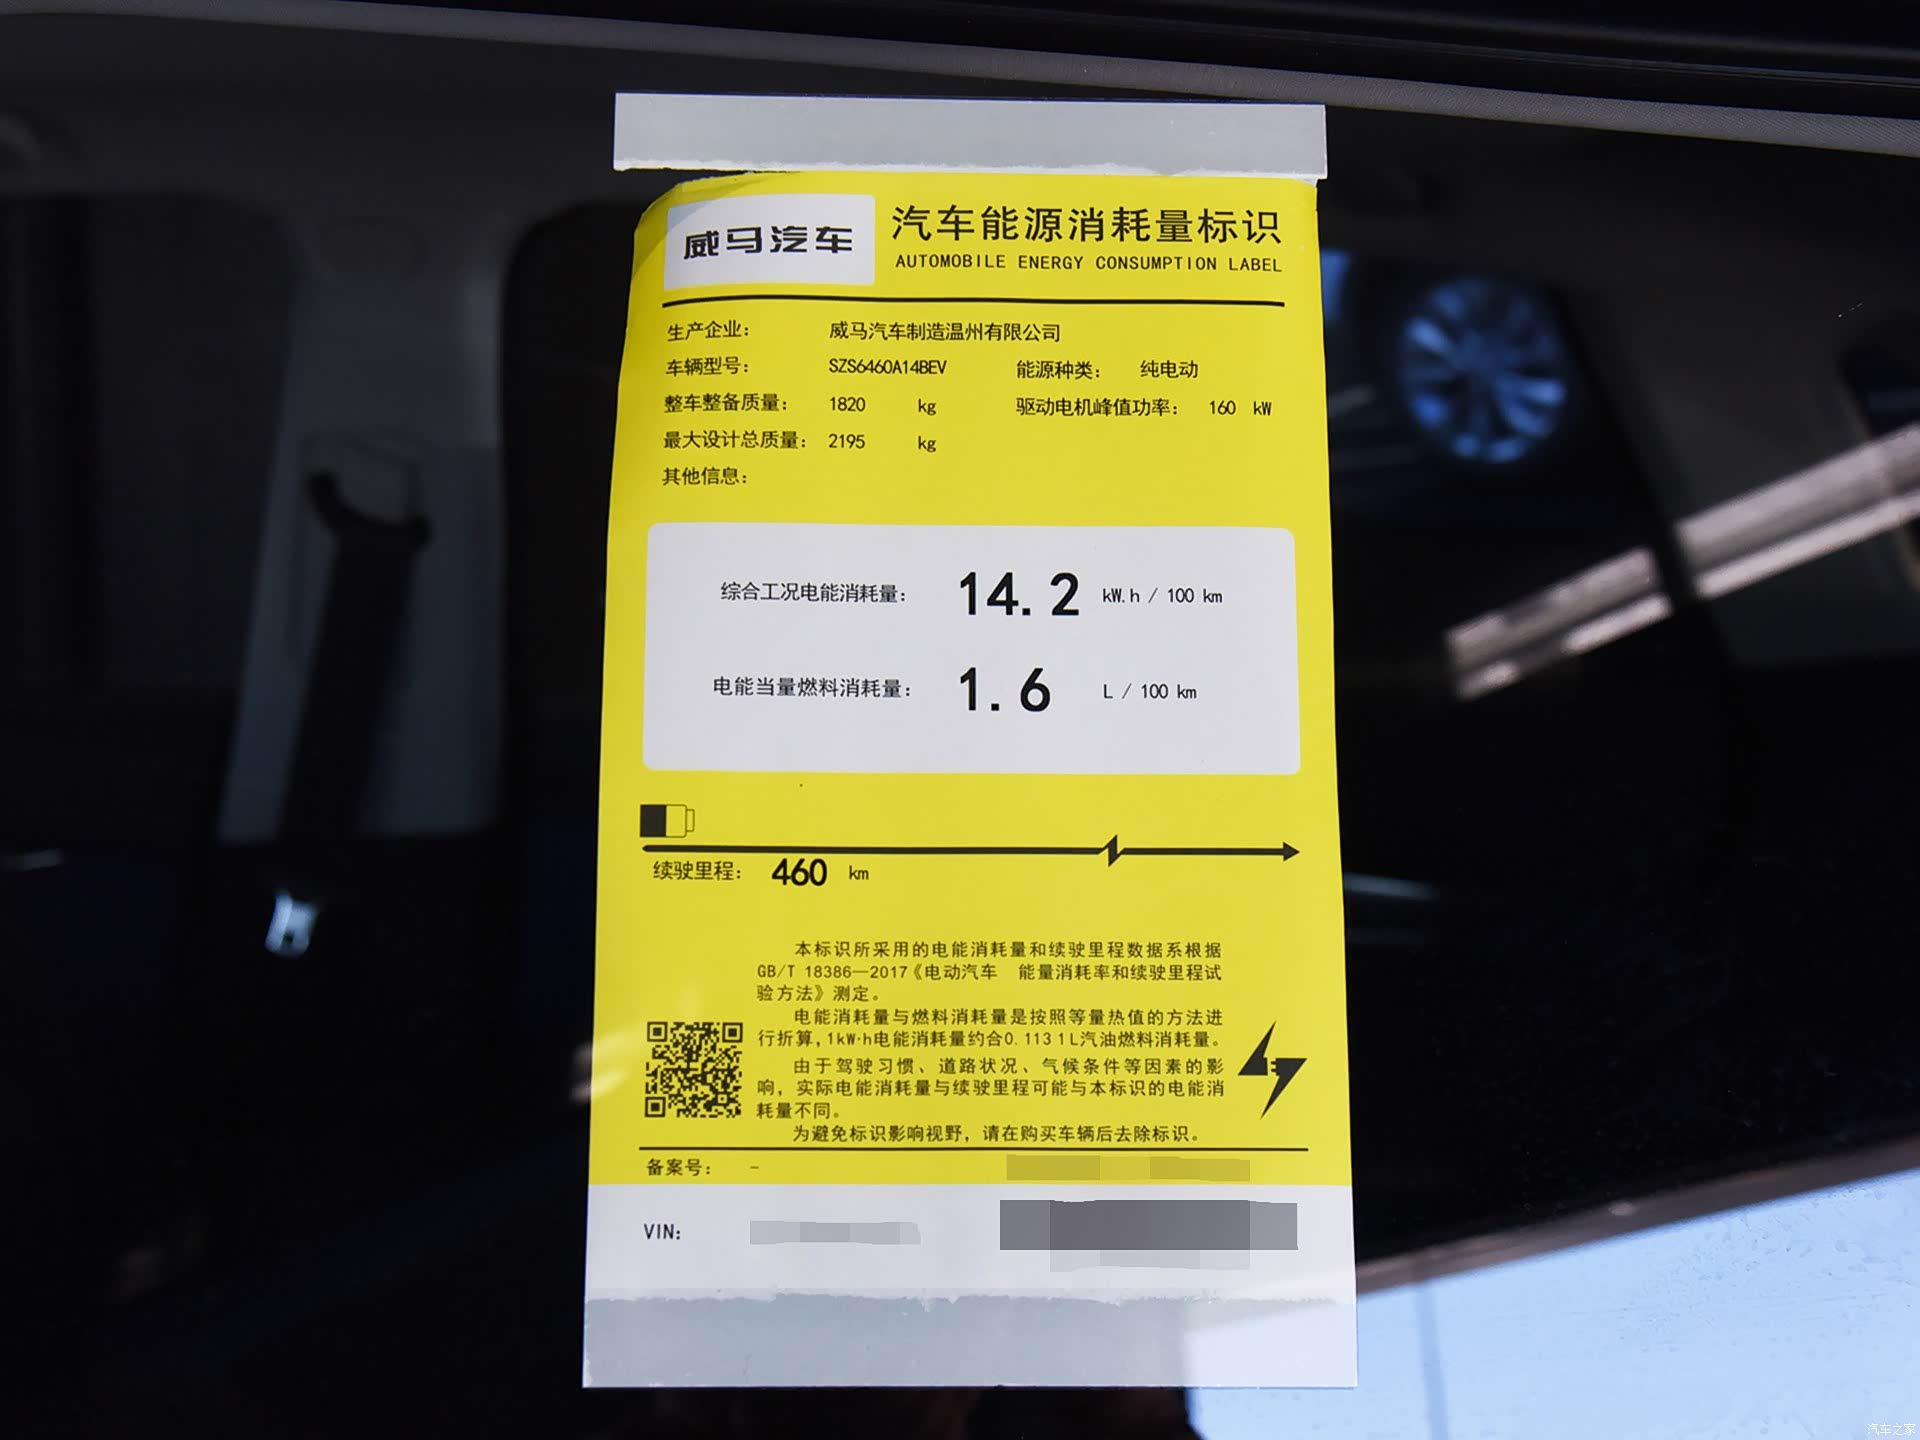 威马汽车
汽车能源消耗量标识
AUTOMOBILE ENERGY CONSUMPTION LABEL
生产企业: 威马汽车制造温州有限公司
车辆型号: SZS6460A14BEV 能源种类: 纯电动
整车整备质量: 1820 kg 驱动电机峰值功率: 160 kW
最大设计总质量: 2195 kg
其他信息:
综合工况电能消耗量: 14.2 kW.h / 100 km
电能当量燃料消耗量: 1.6 L / 100 km
续驶里程: 460 km
本标识所采用的电能消耗量和续驶里程数据系根据
GB/T 18386—2017《电动汽车 能量消耗率和续驶里程试
验方法》测定。
电能消耗量与燃料消耗量是按照等量热值的方法进
行折算,1kW·h电能消耗量约合0.1131L汽油燃料消耗量。
由于驾驶习惯、道路状况、气候条件等因素的影
响，实际电能消耗量与续驶里程可能与本标识的电能消
耗量不同。
为避免标识影响视野，请在购买车辆后去除标识。
备案号: -
VIN:
汽车之家